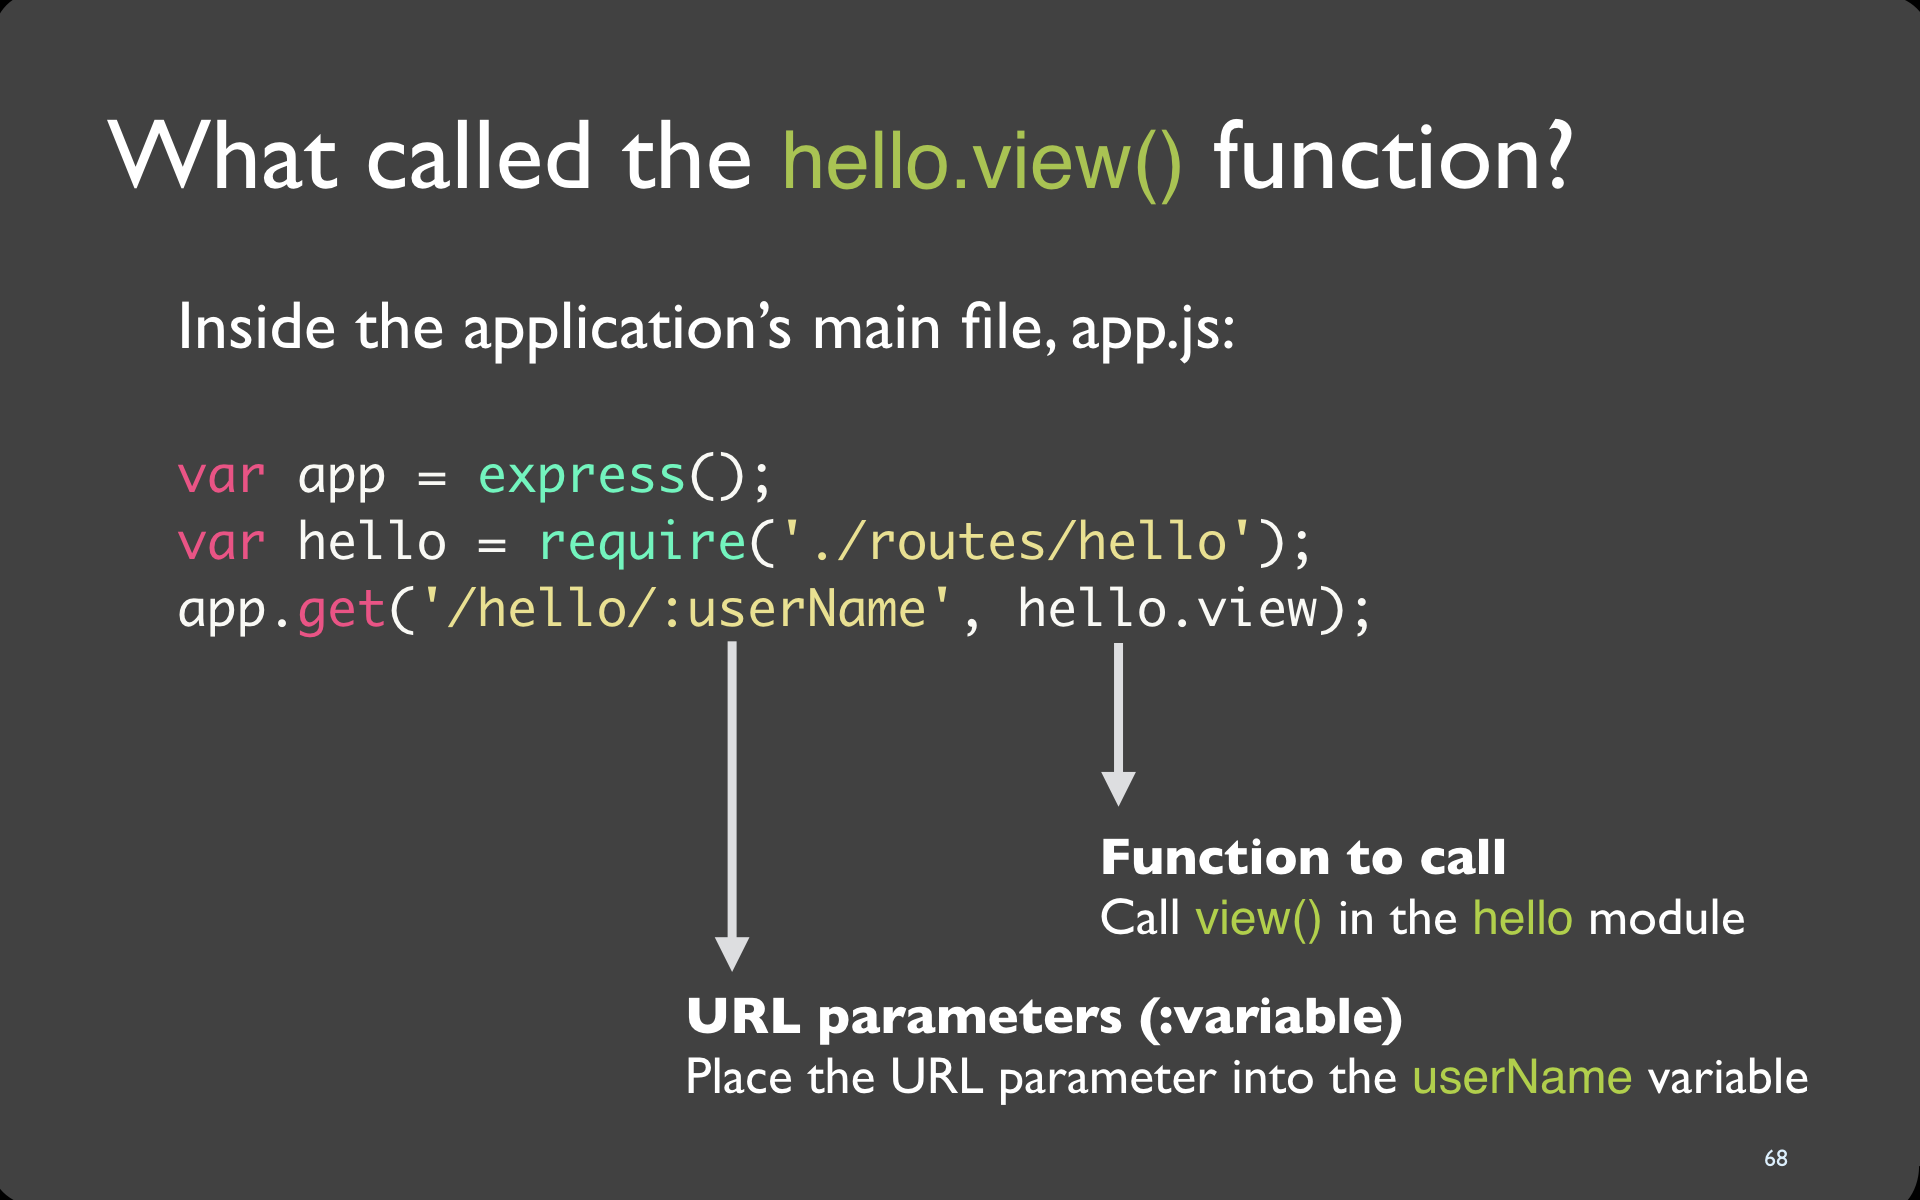 What called the hello.view() function?
Inside the application’s main file, app.js:
var app = express();
var hello = require('./routes/hello');
app.get('/hello/:userName', hello.view);
Function to call
Call view() in the hello module
URL parameters (:variable)
Place the URL parameter into the userName variable
68